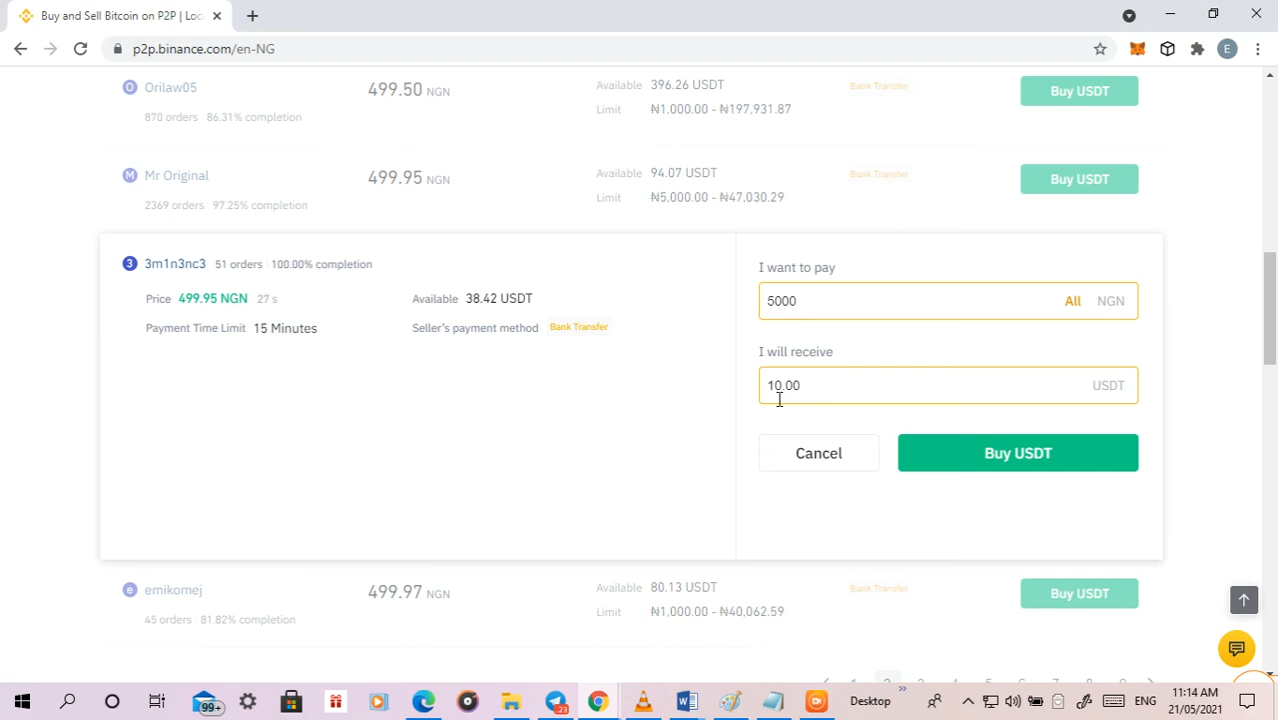 Buy and Sell Bitcoin on P2P | Loc
p2p.binance.com/en-NG
E
O Orilaw05
499.50 NGN
Available 396.26 USDT
Bank Transfer
Buy USDT
Limit ₦1,000.00 - ₦197,931.87
870 orders 86.31% completion
M Mr Original
499.95 NGN
Available 94.07 USDT
Bank Transfer
Buy USDT
Limit ₦5,000.00 - ₦47,030.29
2369 orders 97.25% completion
3 3m1n3nc3 51 orders 100.00% completion
Price 499.95 NGN 27 s
Available 38.42 USDT
Payment Time Limit 15 Minutes
Seller's payment method Bank Transfer
I want to pay
5000 All NGN
I will receive
10.00 USDT
Cancel
Buy USDT
e emikomej
499.97 NGN
Available 80.13 USDT
Bank Transfer
Buy USDT
Limit ₦1,000.00 - ₦40,062.59
45 orders 81.82% completion
99+
23
Desktop
ENG
11:14 AM
21/05/2021